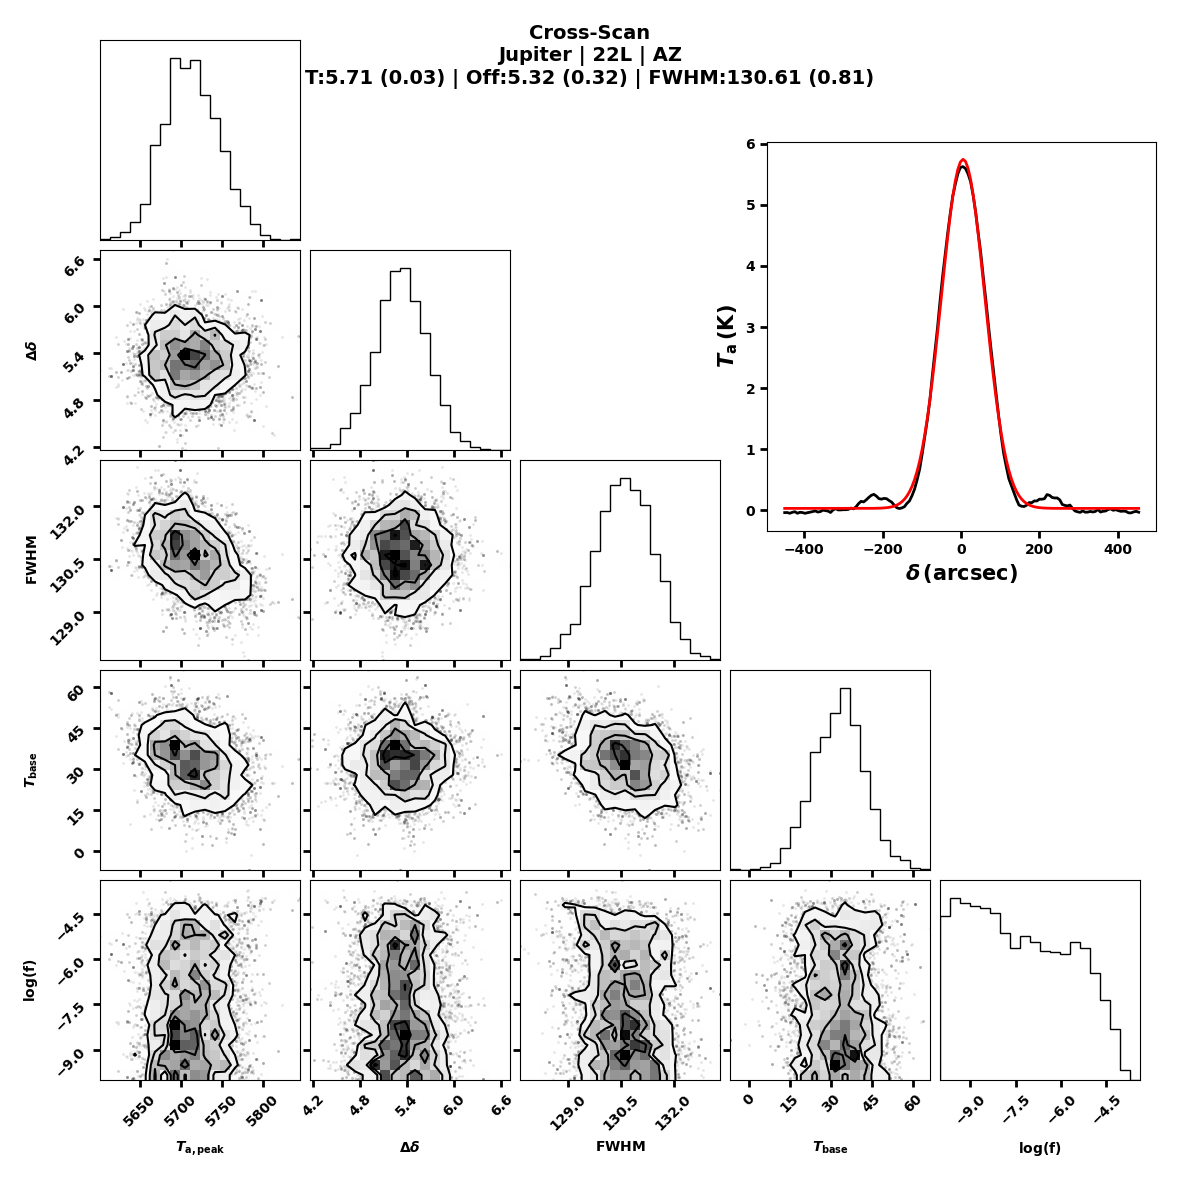 Cross-Scan
Jupiter | 22L | AZ
T:5.71 (0.03) | Off:5.32 (0.32) | FWHM:130.61 (0.81)
6
5
4
3
2
1
0
Tₐ (K)
−400 −200 0 200 400
δ (arcsec)
6.6
6.0
5.4
4.8
4.2
Δδ
132.0
130.5
129.0
FWHM
60
45
30
15
0
T_base
−4.5
−6.0
−7.5
−9.0
log(f)
5650 5700 5750 5800 4.2 4.8 5.4 6.0 6.6 129.0 130.5 132.0 0 15 30 45 60 −9.0 −7.5 −6.0 −4.5
T_a,peak Δδ FWHM T_base log(f)